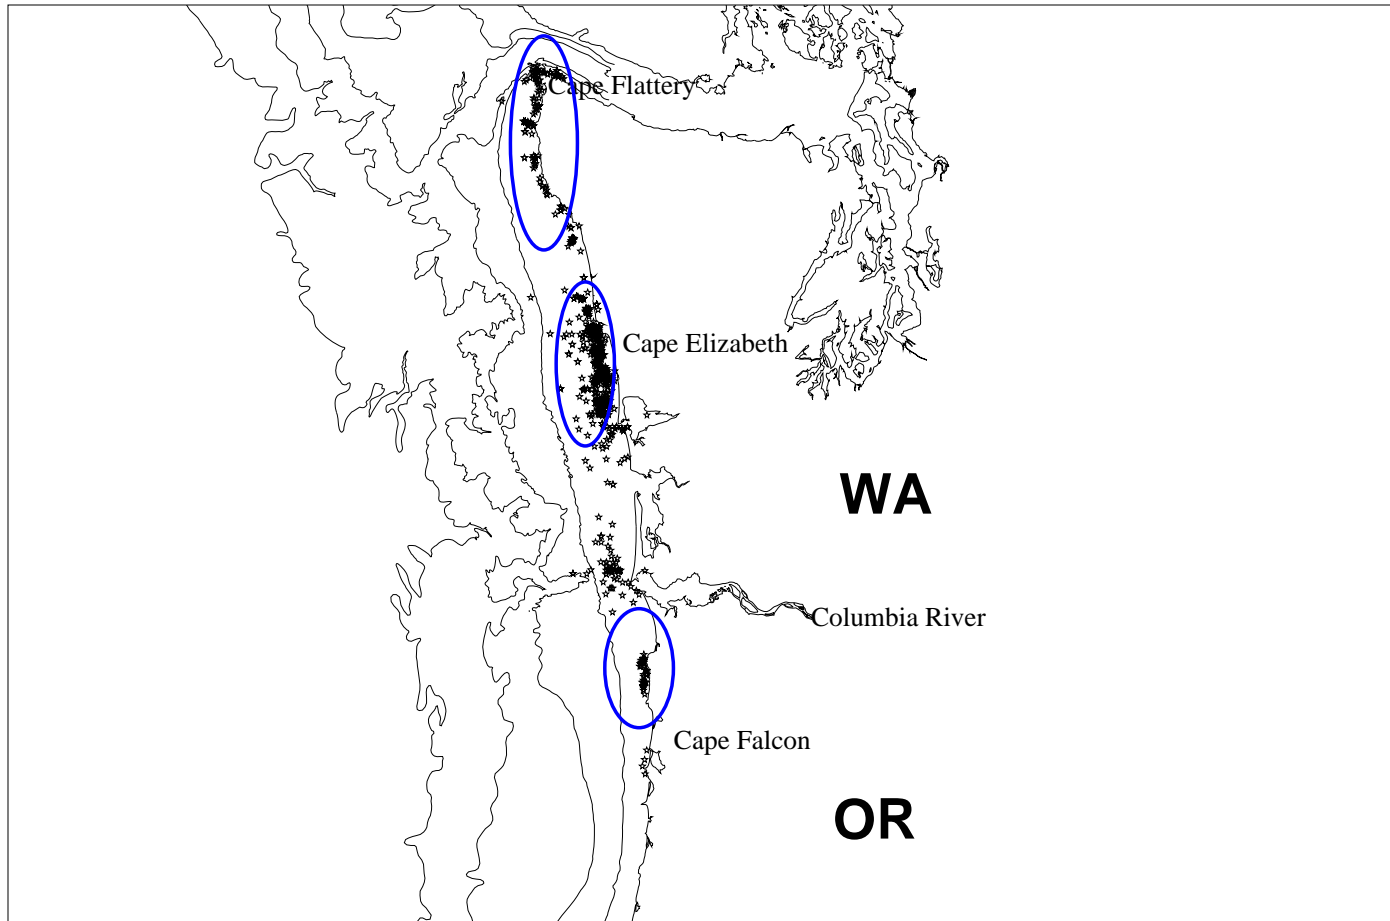 Cape Flattery
Cape Elizabeth
WA
Columbia River
Cape Falcon
OR